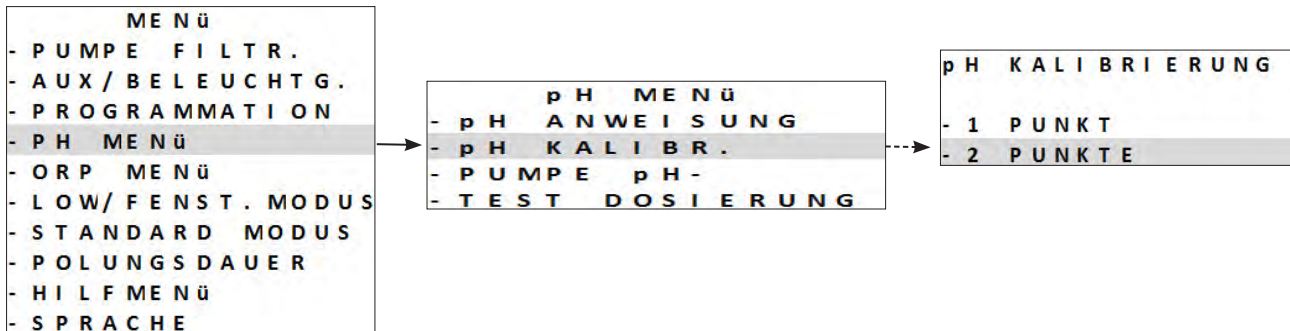 MENü
- PUMPE FILTR.
- AUX/BELEUCHTG.
- PROGRAMMATION
- PH MENü
- ORP MENü
- LOW/FENST.MODUS
- STANDARD MODUS
- POLUNGSDAUER
- HILFMENü
- SPRACHE
pH MENü
- pH ANWEISUNG
- pH KALIBR.
- PUMPE pH-
- TEST DOSIERUNG
pH KALIBRIERUNG
- 1 PUNKT
- 2 PUNKTE